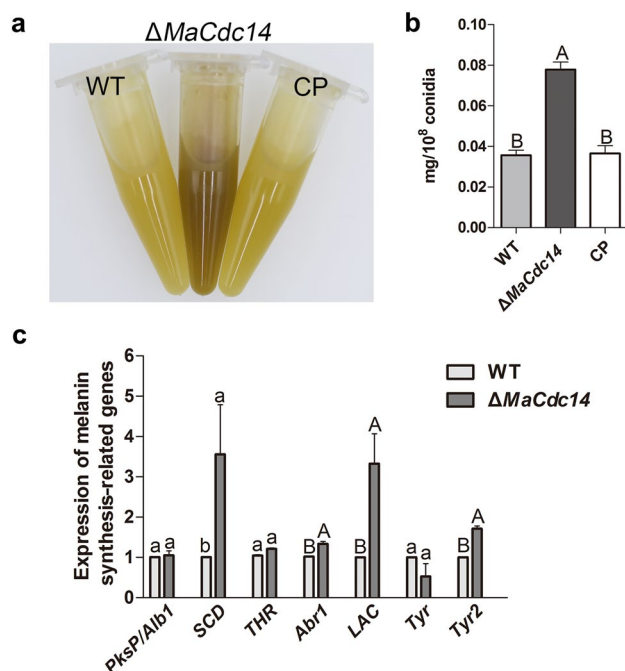 a
ΔMaCdc14
WT
CP
b
mg/10⁸ conidia
0.10
0.08
0.06
0.04
0.02
0.00
B
A
B
WT
ΔMaCdc14
CP
c
Expression of melanin
synthesis-related genes
6
5
4
3
2
1
0
WT
ΔMaCdc14
a a
b a
a a
B A
B A
a a
B A
PksP/Alb1
SCD
THR
Abr1
LAC
Tyr
Tyr2